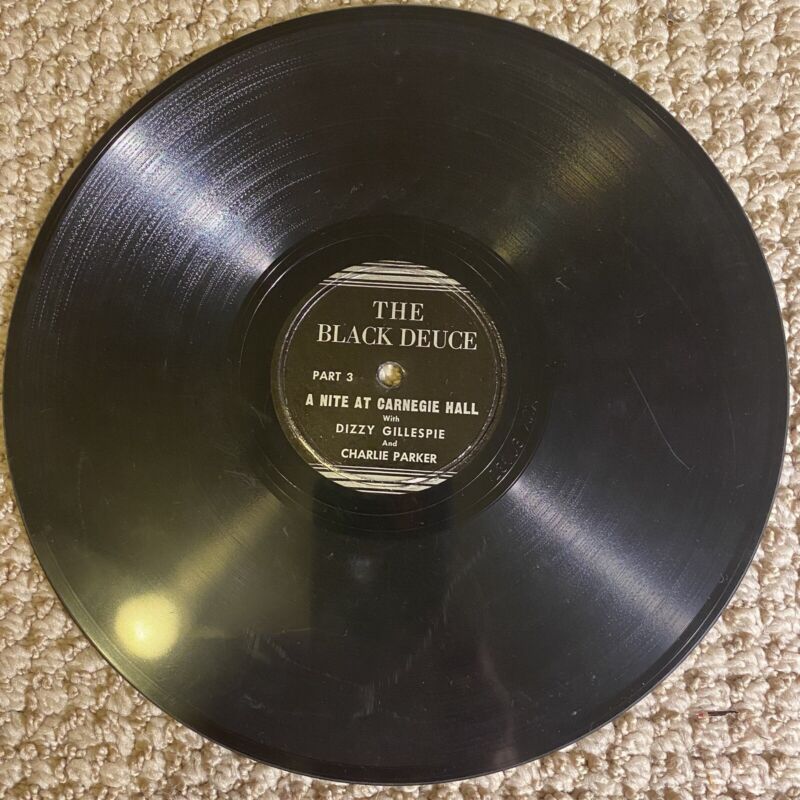 THE
BLACK DEUCE
PART 3
A NITE AT CARNEGIE HALL
With
DIZZY GILLESPIE
And
CHARLIE PARKER